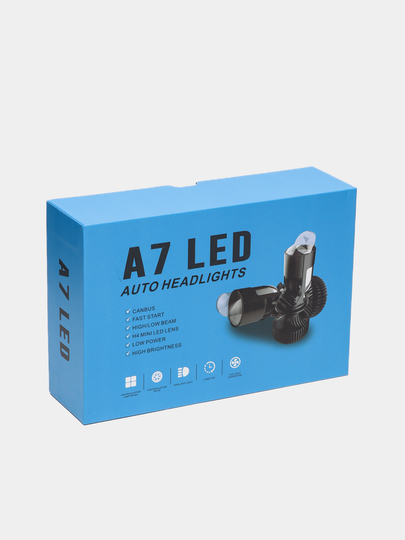 A7 LED
AUTO HEADLIGHTS
CANBUS
FAST START
HIGH/LOW BEAM
H4 MINI LED LENS
LOW POWER
HIGH BRIGHTNESS
A7 LED